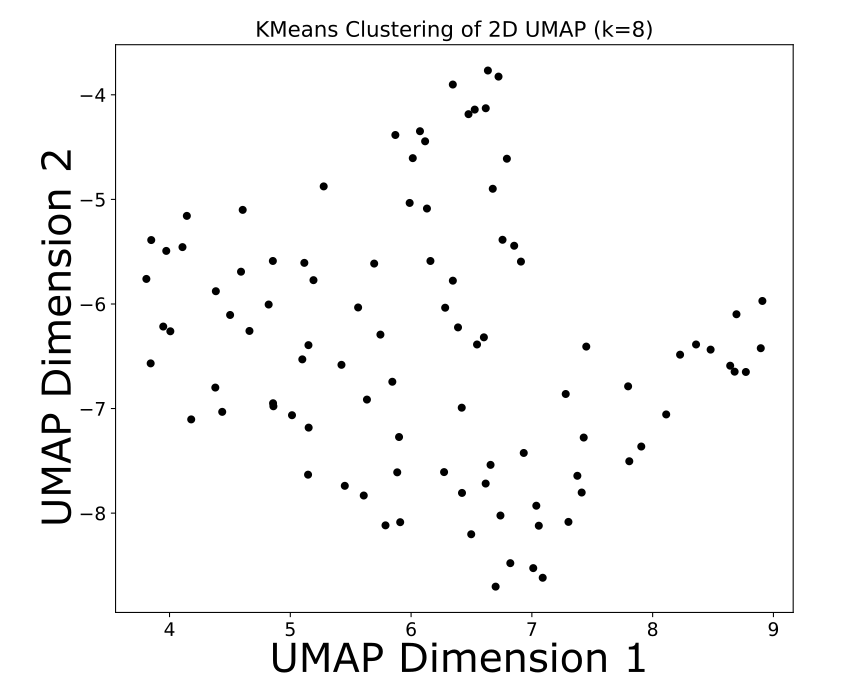 KMeans Clustering of 2D UMAP (k=8)
UMAP Dimension 2
−4
−5
−6
−7
−8
4 5 6 7 8 9
UMAP Dimension 1